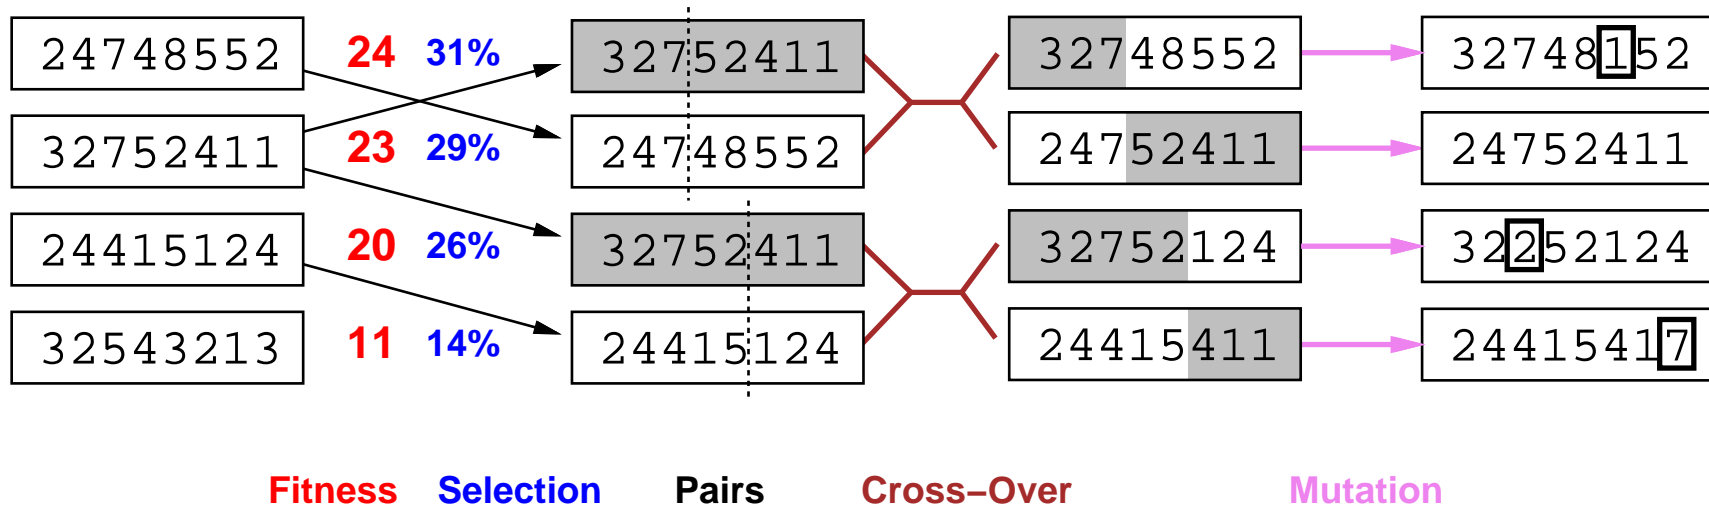 24748552 24 31% 32752411 32748552 32748152
32752411 23 29% 24748552 24752411 24752411
24415124 20 26% 32752411 32752124 32252124
32543213 11 14% 24415124 24415411 24415417
Fitness Selection Pairs Cross–Over Mutation